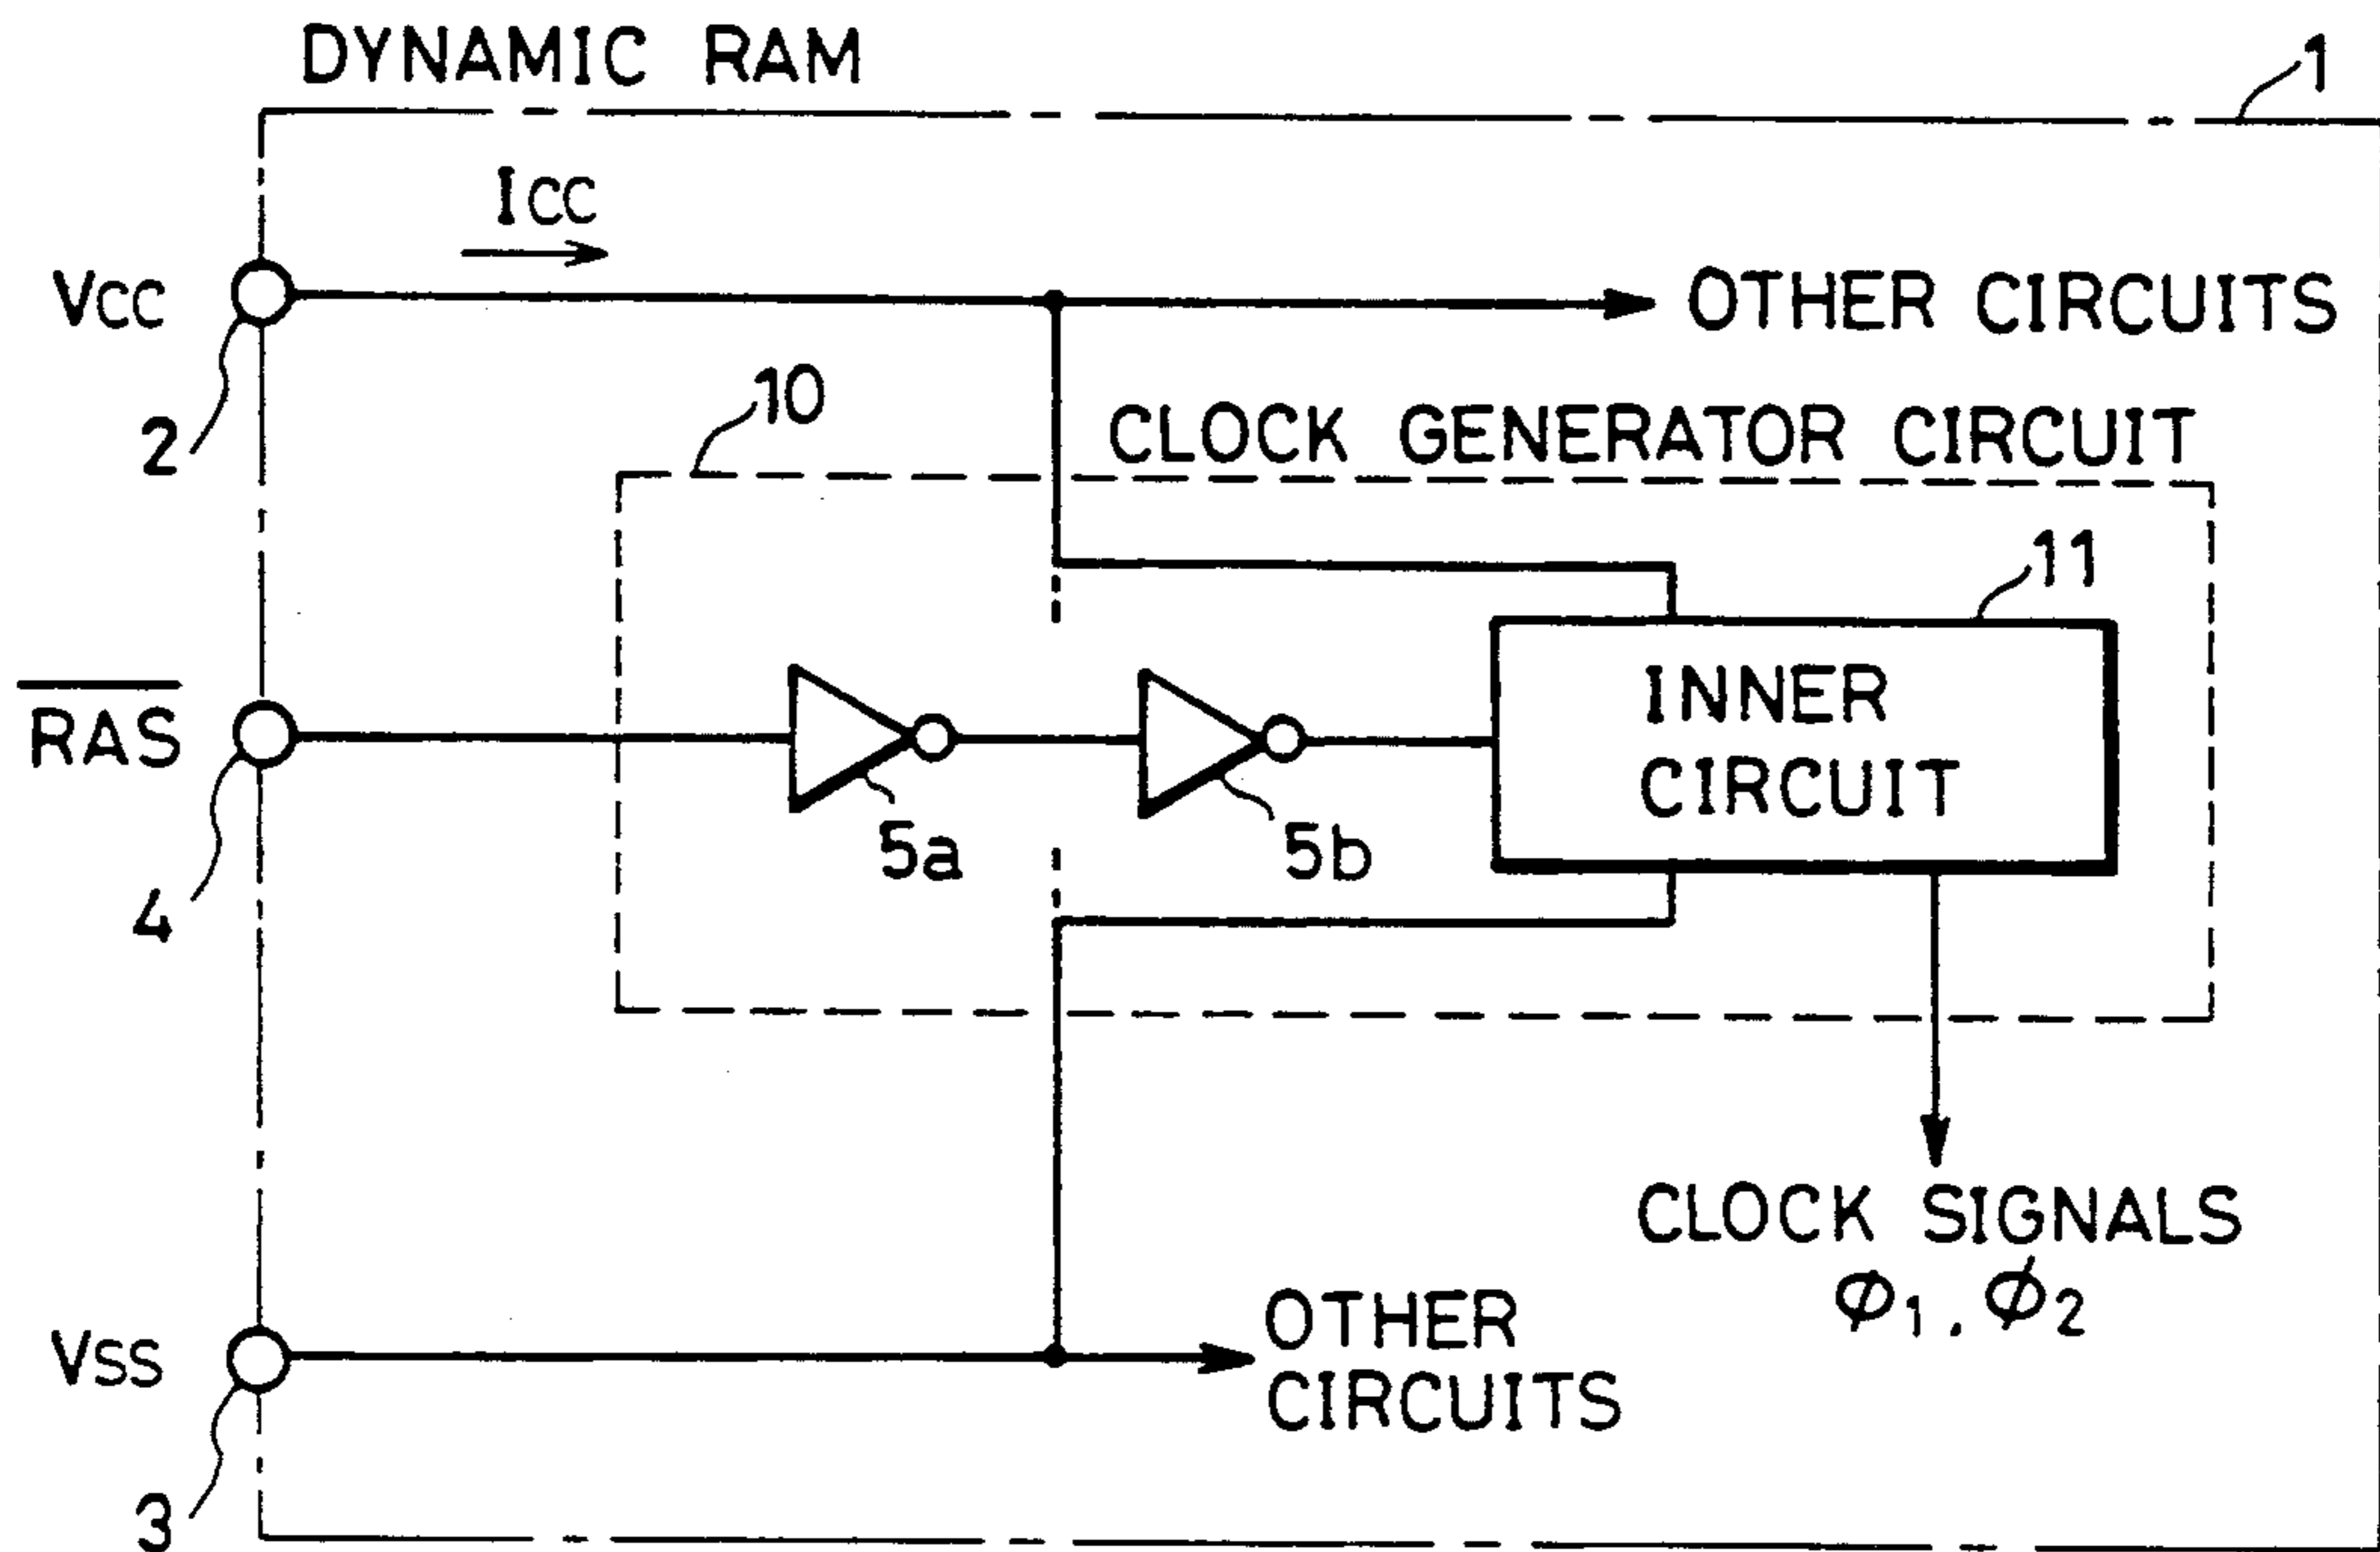 DYNAMIC RAM
1
ICC
VCC
OTHER CIRCUITS
2
10
CLOCK GENERATOR CIRCUIT
11
R̅A̅S̅
INNER
CIRCUIT
5a
5b
4
CLOCK SIGNALS
Φ1, Φ2
VSS
OTHER
CIRCUITS
3